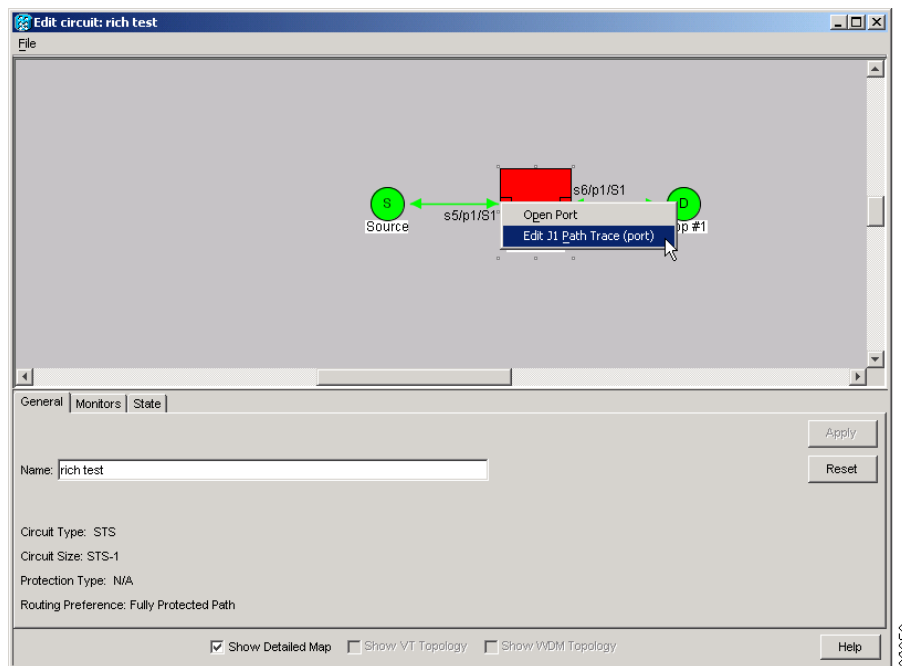 Edit circuit: rich test
File
s6/p1/S1
S
D
s5/p1/S1
Open Port
Source
op #1
Edit J1 Path Trace (port)
General Monitors State
Apply
Name: rich test
Reset
Circuit Type: STS
Circuit Size: STS-1
Protection Type: N/A
Routing Preference: Fully Protected Path
Show Detailed Map Show VT Topology Show WDM Topology Help